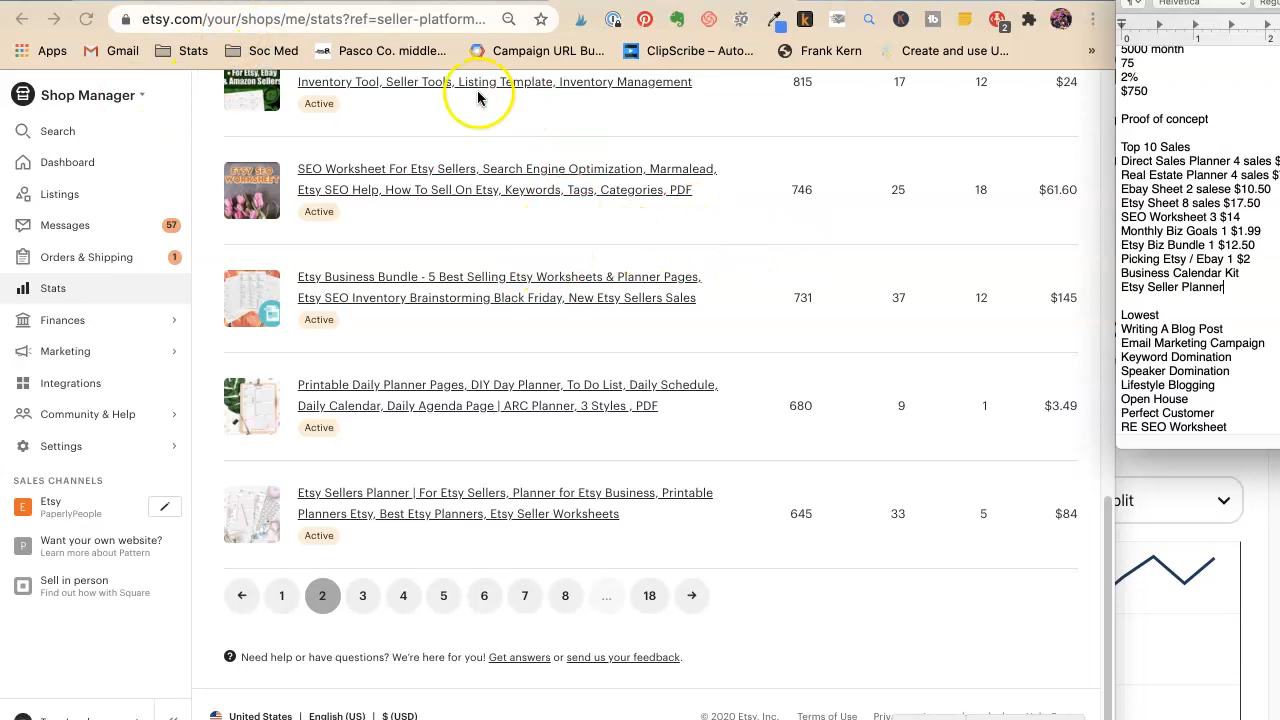 etsy.com/your/shops/me/stats?ref=seller-platform...
2
Apps
Gmail
Stats
Soc Med
Pasco Co. middle...
Campaign URL Bu...
ClipScribe – Auto...
Frank Kern
Create and use U...
»
Shop Manager
Search
Dashboard
Listings
Messages 57
Orders & Shipping 1
Stats
Finances
Marketing
Integrations
Community & Help
Settings
SALES CHANNELS
E Etsy
PaperlyPeople
P Want your own website?
Learn more about Pattern
Sell in person
Find out how with Square
For Etsy, Ebay
& Amazon Sellers
Inventory Tool, Seller Tools, Listing Template, Inventory Management 815 17 12 $24
Active
ETSY SEO
WORKSHEET
SEO Worksheet For Etsy Sellers, Search Engine Optimization, Marmalead,
Etsy SEO Help, How To Sell On Etsy, Keywords, Tags, Categories, PDF 746 25 18 $61.60
Active
Etsy Business Bundle - 5 Best Selling Etsy Worksheets & Planner Pages,
Etsy SEO Inventory Brainstorming Black Friday, New Etsy Sellers Sales 731 37 12 $145
Active
Printable Daily Planner Pages, DIY Day Planner, To Do List, Daily Schedule,
Daily Calendar, Daily Agenda Page | ARC Planner, 3 Styles , PDF 680 9 1 $3.49
Active
Etsy Sellers Planner | For Etsy Sellers, Planner for Etsy Business, Printable
Planners Etsy, Best Etsy Planners, Etsy Seller Worksheets 645 33 5 $84
Active
1 2 3 4 5 6 7 8 ... 18
Need help or have questions? We're here for you! Get answers or send us your feedback.
United States | English (US) | $ (USD)
© 2020 Etsy, Inc. Terms of Use
Helvetica
0 1 2
5000 month
75
2%
$750
Proof of concept
Top 10 Sales
Direct Sales Planner 4 sales $
Real Estate Planner 4 sales $
Ebay Sheet 2 salese $10.50
Etsy Sheet 8 sales $17.50
SEO Worksheet 3 $14
Monthly Biz Goals 1 $1.99
Etsy Biz Bundle 1 $12.50
Picking Etsy / Ebay 1 $2
Business Calendar Kit
Etsy Seller Planner
Lowest
Writing A Blog Post
Email Marketing Campaign
Keyword Domination
Speaker Domination
Lifestyle Blogging
Open House
Perfect Customer
RE SEO Worksheet
plit